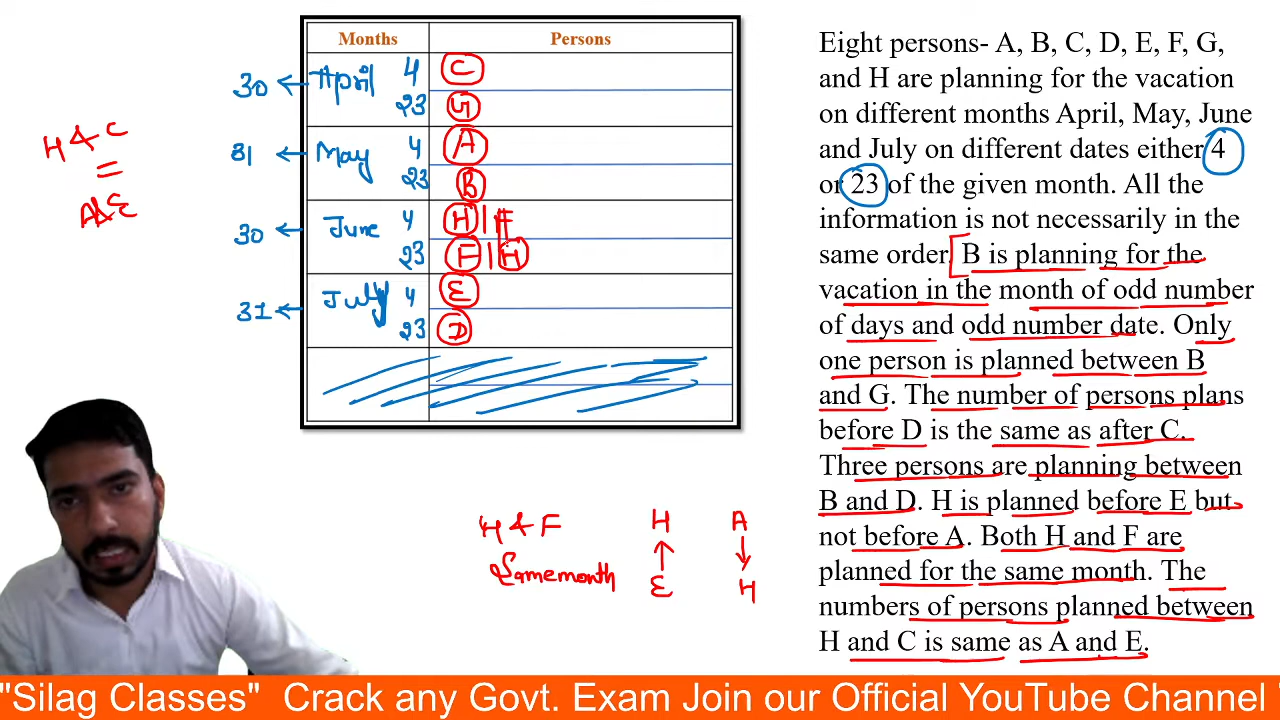 Months Persons
30 ← April 4 C
23 G
31 ← May 4 A
23 B
30 ← June 4 H | F
23 F | H
31 ← July 4 E
23 D
H & C
=
A & E
H & F
Same month
H ↑ E
A ↓ H
Eight persons- A, B, C, D, E, F, G,
and H are planning for the vacation
on different months April, May, June
and July on different dates either 4
or 23 of the given month. All the
information is not necessarily in the
same order. [B is planning for the
vacation in the month of odd number
of days and odd number date. Only
one person is planned between B
and G. The number of persons plans
before D is the same as after C.
Three persons are planning between
B and D. H is planned before E but
not before A. Both H and F are
planned for the same month. The
numbers of persons planned between
H and C is same as A and E.
"Silag Classes" Crack any Govt. Exam Join our Official YouTube Channel